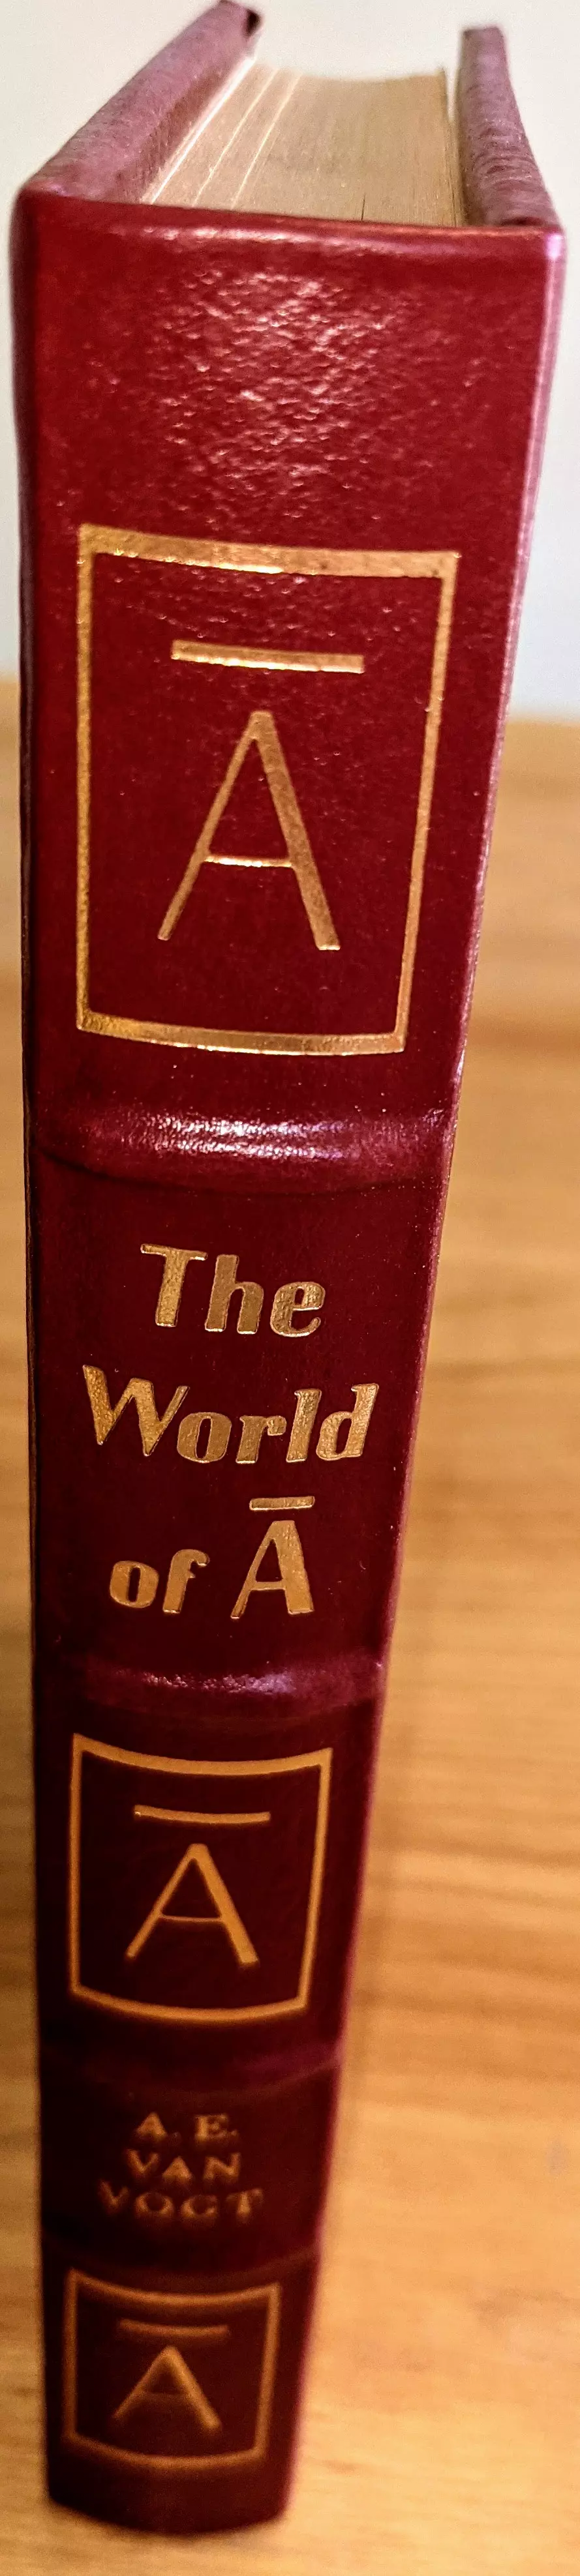 Ā
The
World
of Ā
Ā
A. E.
VAN
VOGT
Ā